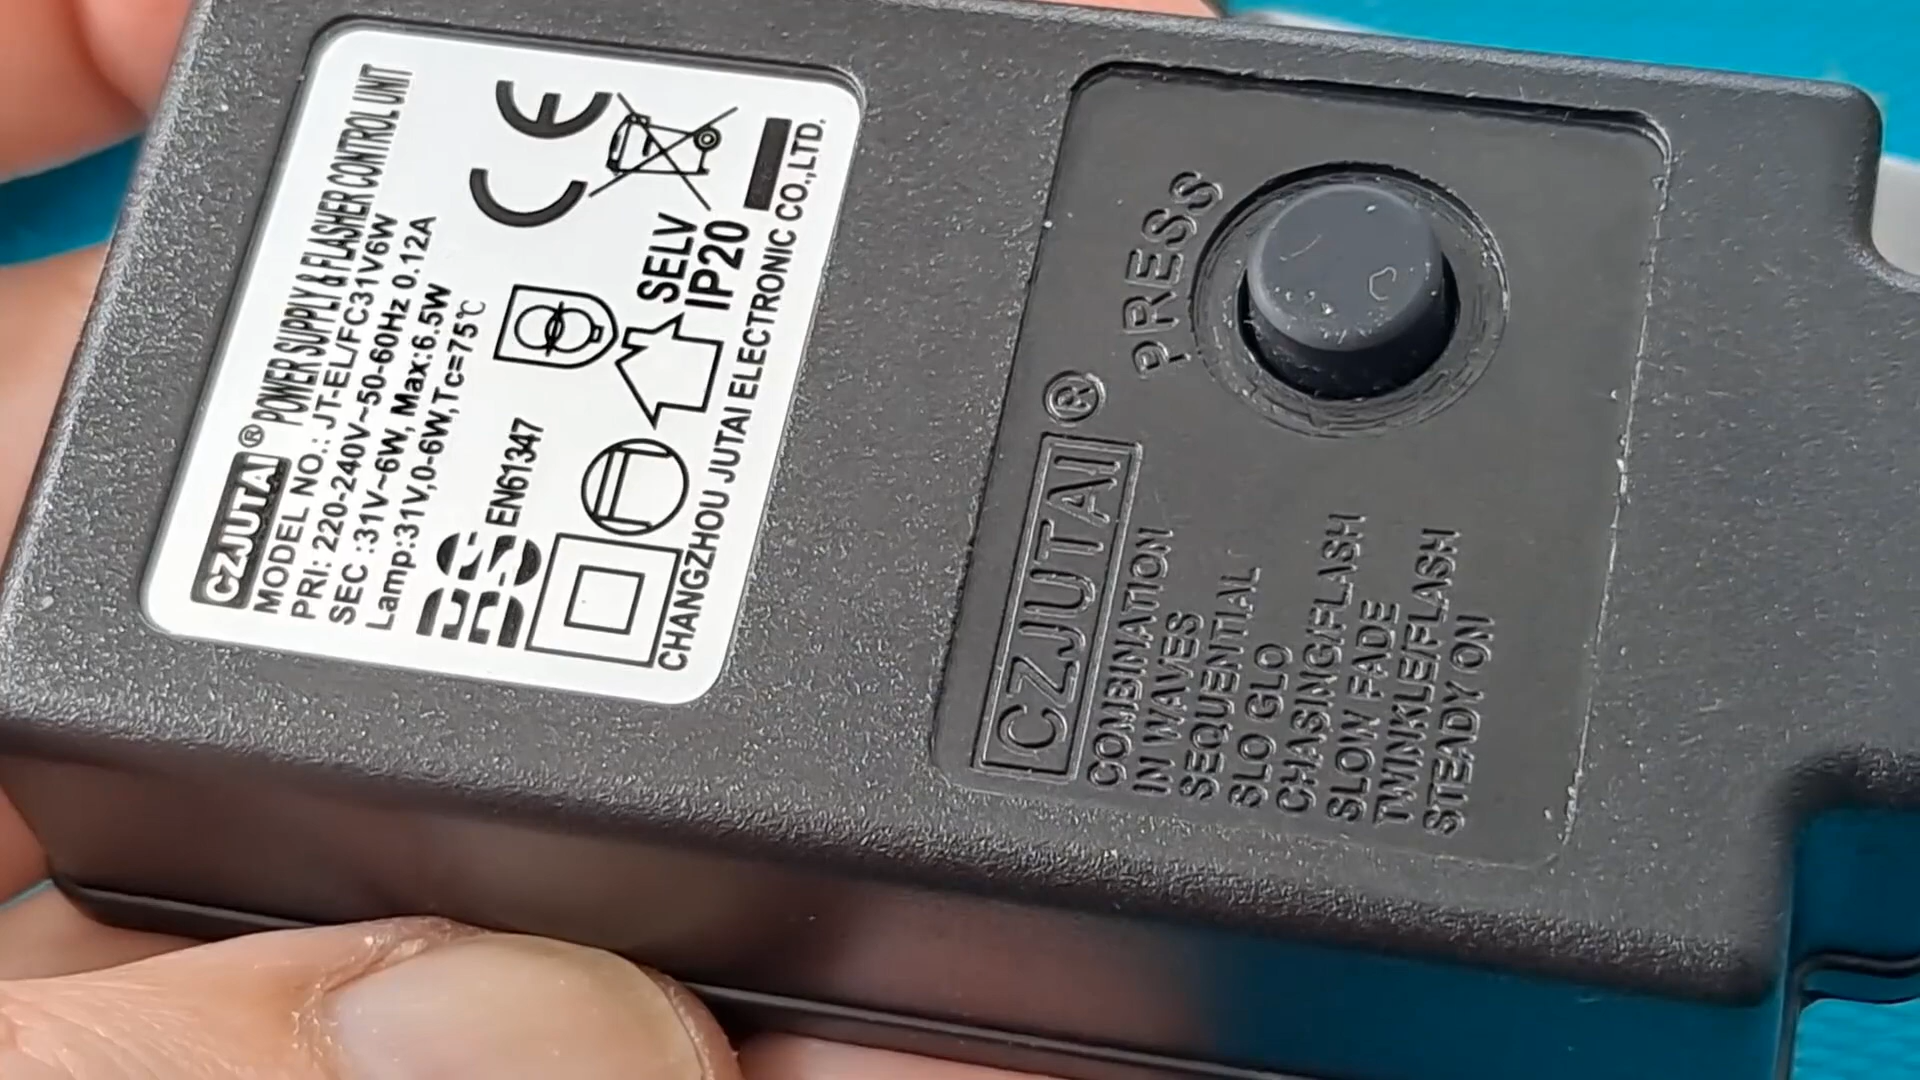 CZJUTAI® POWER SUPPLY & FLASHER CONTROL UNIT
MODEL NO.: JT-EL/FC31V6W
PRI: 220-240V~50-60Hz 0.12A
SEC :31V~6W, Max:6.5W
Lamp:31V,0-6W,Tc=75℃
CE
EN61347
SELV
IP20
CHANGZHOU JUTAI ELECTRONIC CO.,LTD.
PRESS
CZJUTAI®
COMBINATION
IN WAVES
SEQUENTIAL
SLO GLO
CHASING/FLASH
SLOW FADE
TWINKLE/FLASH
STEADY ON